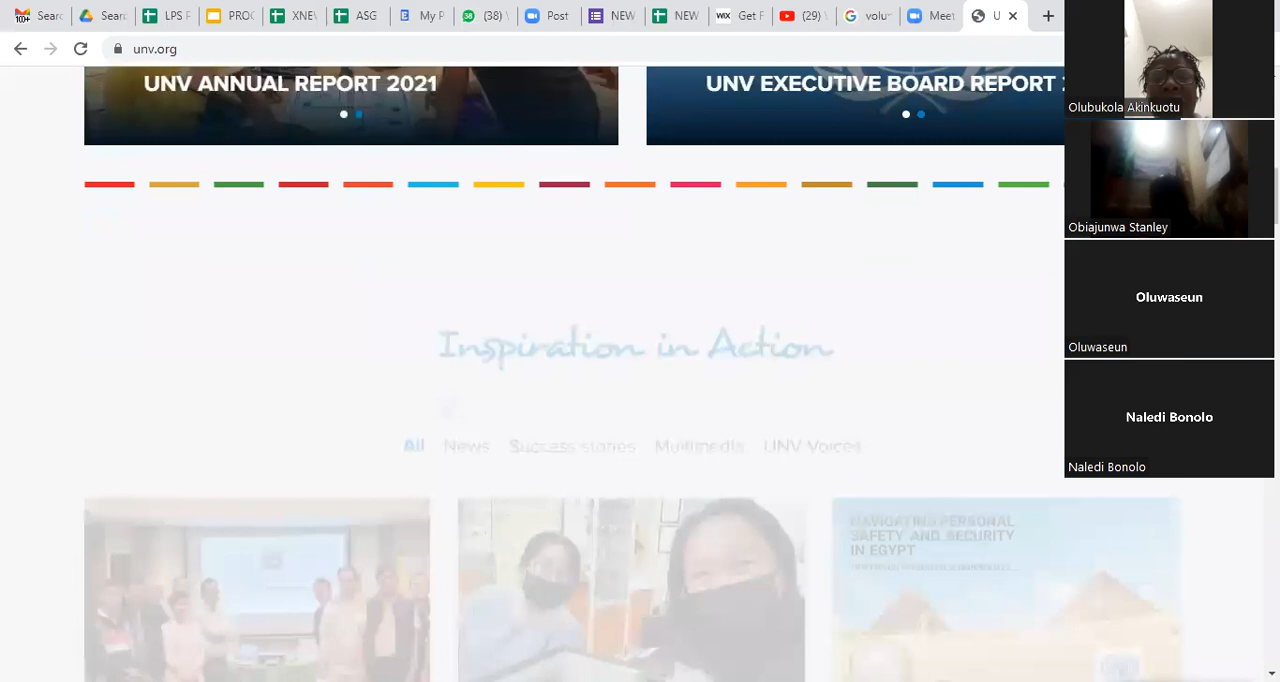 Searc
Searc
LPS F
PROC
XNEV
ASG
My P
(38)
Post
NEW
NEW
WIX Get F
(29)
volu
Meet
U
unv.org
UNV ANNUAL REPORT 2021
UNV EXECUTIVE BOARD REPORT
Olubukola Akinkuotu
Obiajunwa Stanley
Oluwaseun
Oluwaseun
Naledi Bonolo
Naledi Bonolo
Inspiration in Action
All News Success stories Multimedia UNV Voices
NAVIGATING PERSONAL
SAFETY AND SECURITY
IN EGYPT